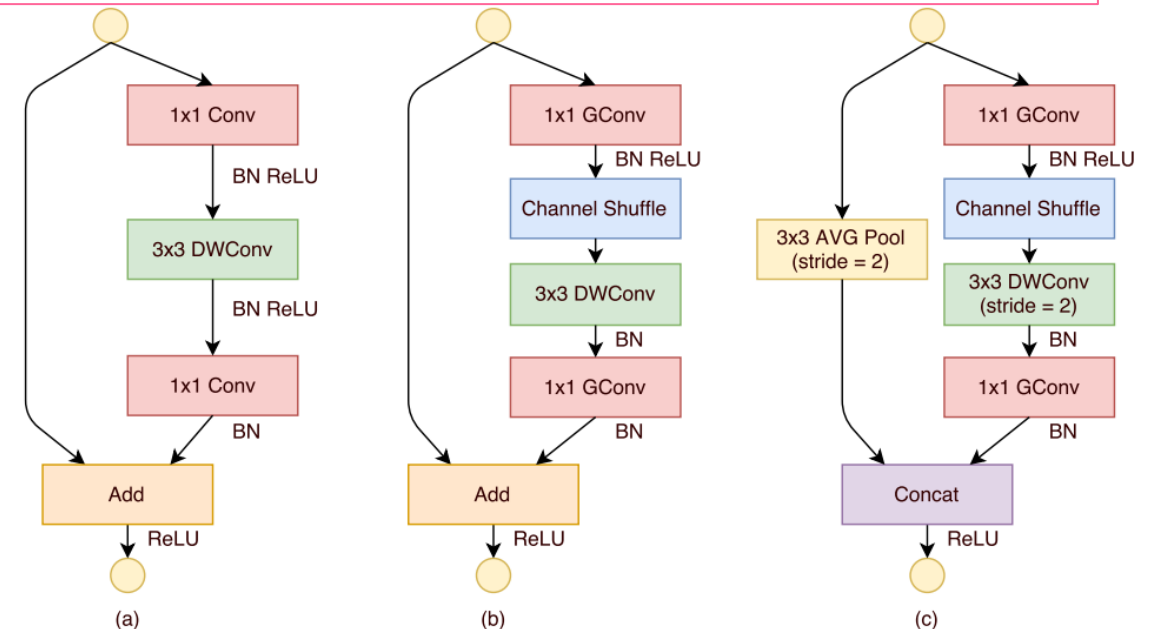 1x1 Conv
BN ReLU
3x3 DWConv
BN ReLU
1x1 Conv
BN
Add
ReLU
(a)
1x1 GConv
BN ReLU
Channel Shuffle
3x3 DWConv
BN
1x1 GConv
BN
Add
ReLU
(b)
1x1 GConv
BN ReLU
Channel Shuffle
3x3 AVG Pool
(stride = 2)
3x3 DWConv
(stride = 2)
BN
1x1 GConv
BN
Concat
ReLU
(c)